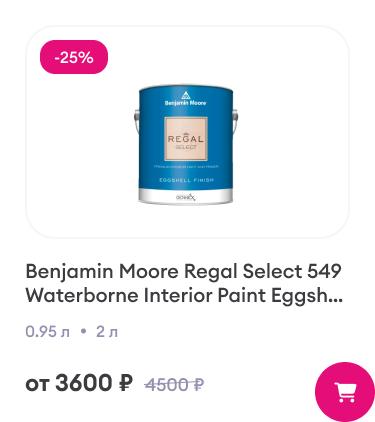 -25%
Benjamin Moore
REGAL
SELECT
EGGSHELL FINISH
Benjamin Moore Regal Select 549
Waterborne Interior Paint Eggsh...
0.95 л • 2 л
от 3600 ₽ 4500 ₽